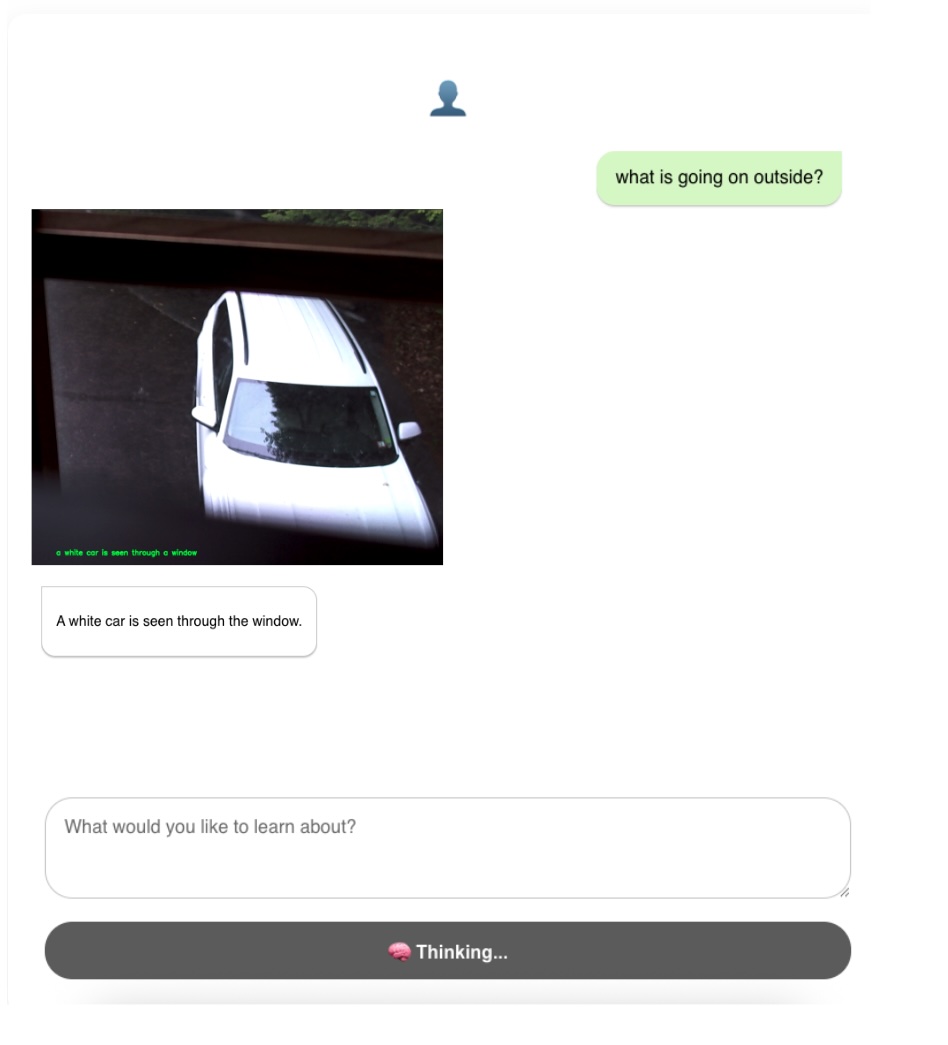 what is going on outside?
a white car is seen through a window
A white car is seen through the window.
What would you like to learn about?
🧠 Thinking...